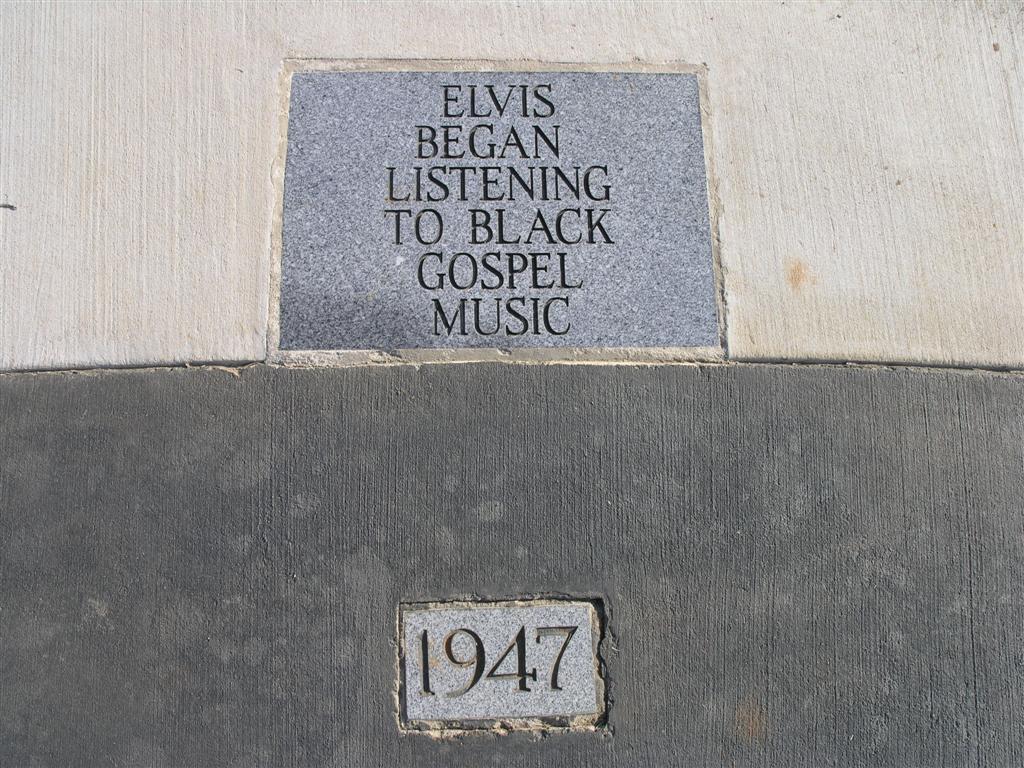 ELVIS
BEGAN
LISTENING
TO BLACK
GOSPEL
MUSIC
1947